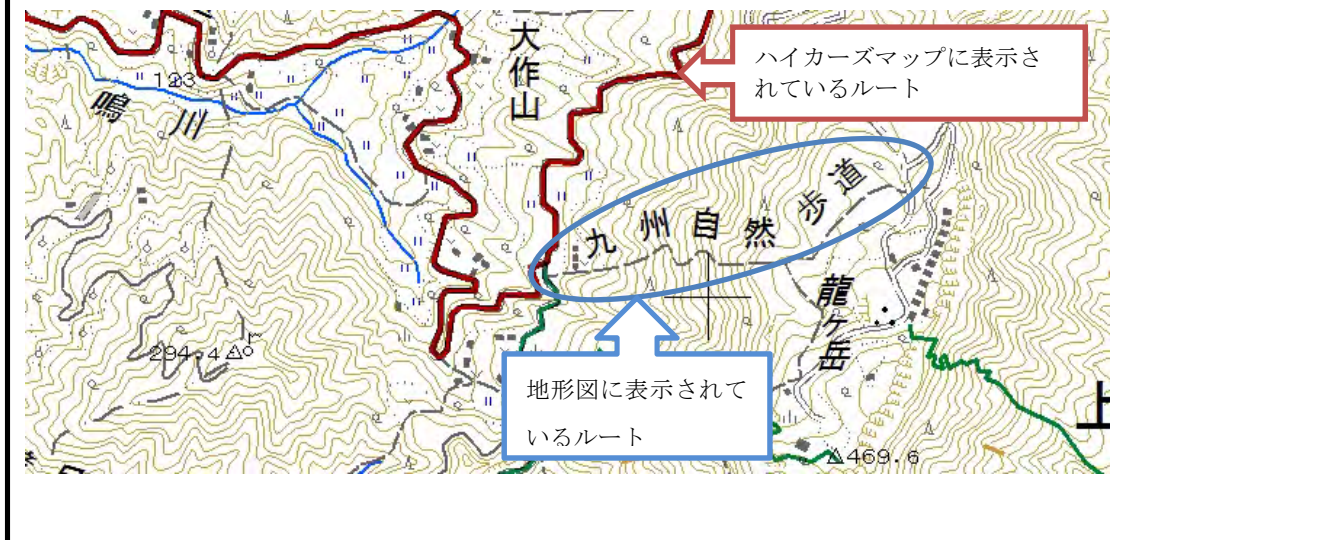 大作山
ハイカーズマップに表示さ
れているルート
123
鳴川
九州自然歩道
龍ヶ岳
294.4
地形図に表示されて
いるルート
上
469.6